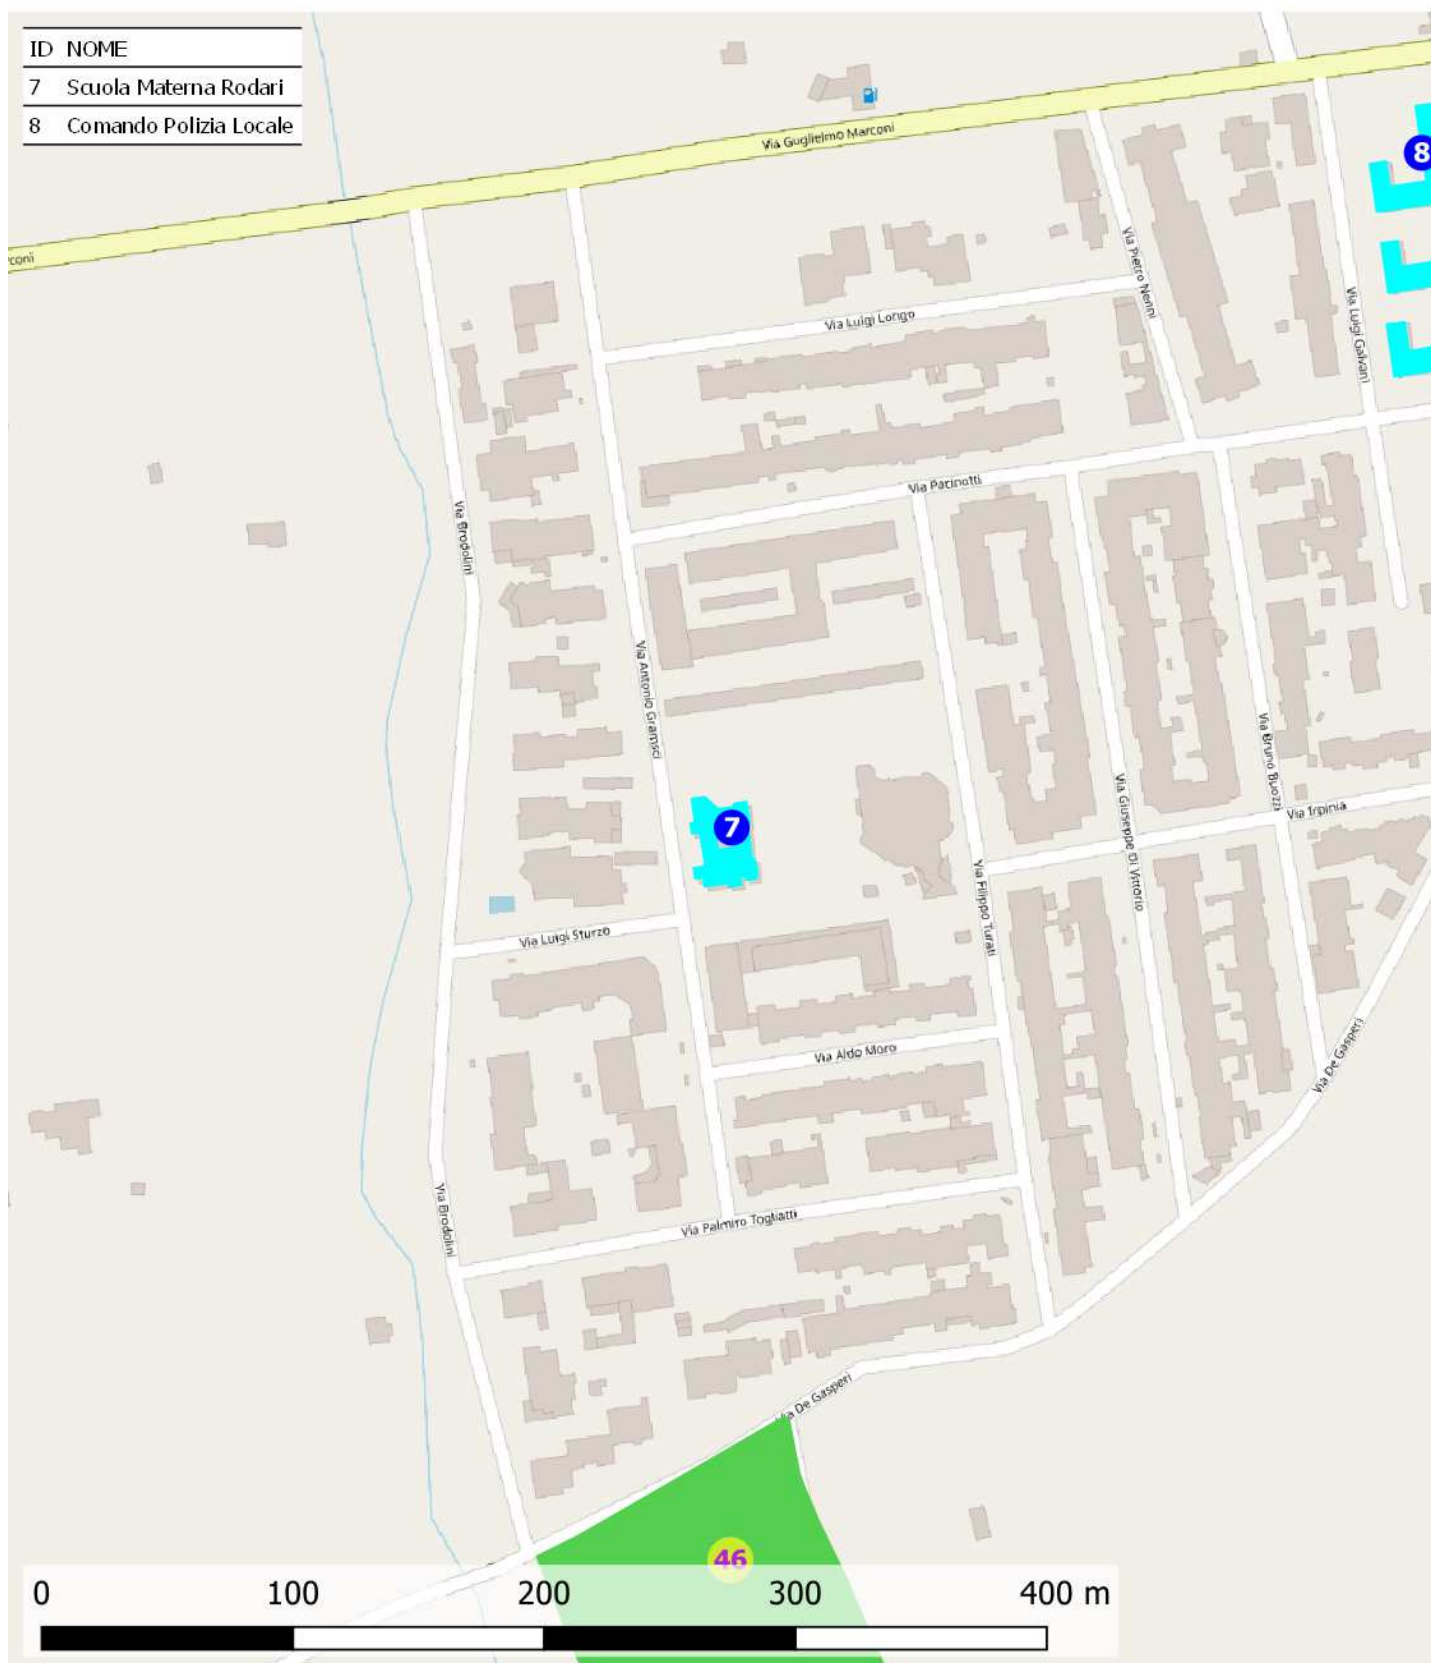 ID NOME
7 Scuola Materna Rodari
8 Comando Polizia Locale
Via Guglielmo Marconi
8
rconi
Via Pietro Nenni
Via Luigi Longo
Via Luigi Galvani
Via Pacinotti
Via Brodolini
Via Antonio Gramsci
Via Bruno Buozzi
Via Giuseppe Di Vittorio
Via Irpinia
7
Via Filippo Turati
Via Luigi Sturzo
Via Aldo Moro
Via De Gasperi
Via Brodolini
Via Palmiro Togliatti
Via De Gasperi
46
0 100 200 300 400 m